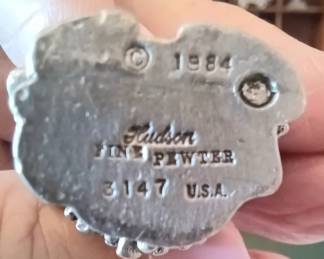 © 1984
Hudson
FINE PEWTER
3147 U.S.A.